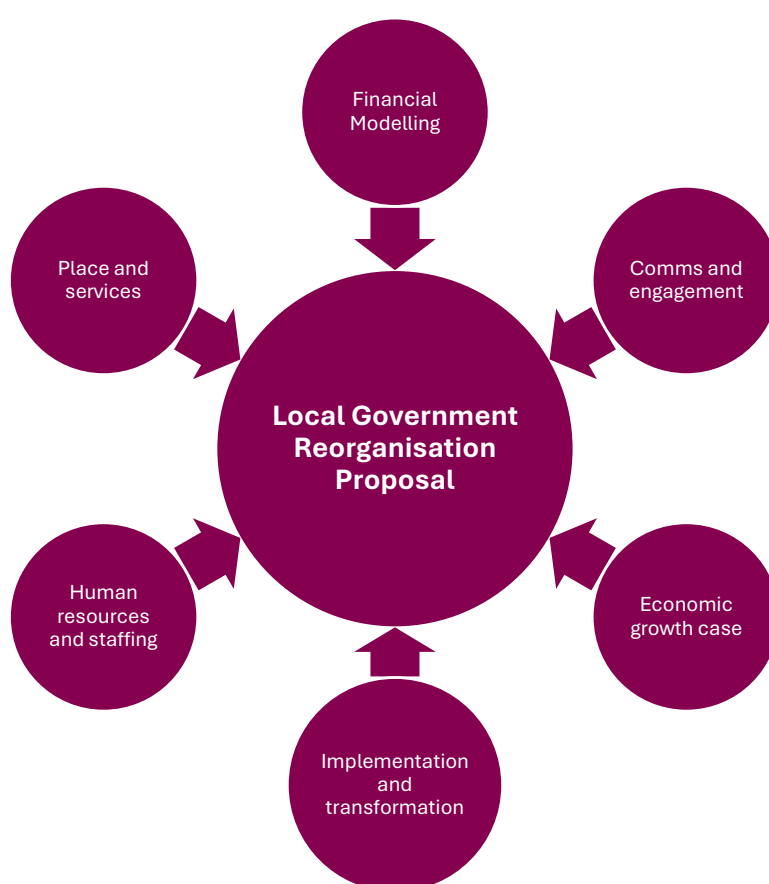 Financial
Modelling
Place and
services
Comms and
engagement
Local Government
Reorganisation
Proposal
Human
resources
and staffing
Economic
growth case
Implementation
and
transformation